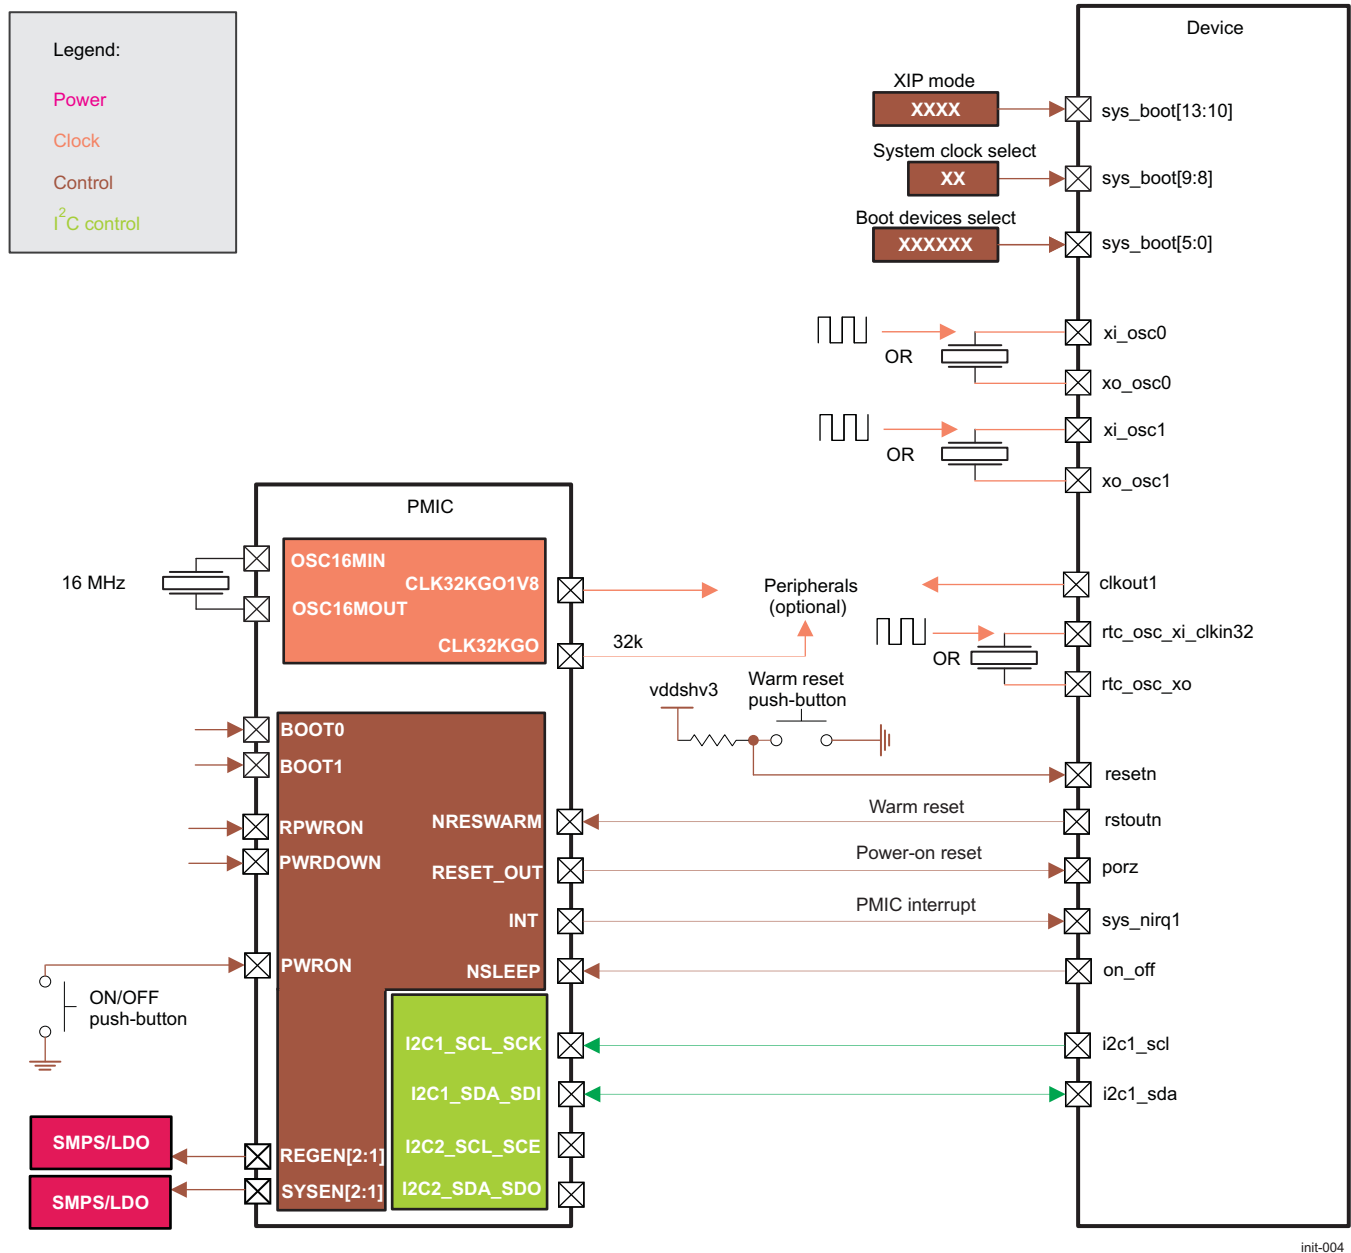 Legend:
Power
Clock
Control
I2C control
Device
XIP mode
XXXX
sys_boot[13:10]
System clock select
XX
sys_boot[9:8]
Boot devices select
XXXXXX
sys_boot[5:0]
xi_osc0
OR
xo_osc0
xi_osc1
OR
xo_osc1
PMIC
16 MHz
OSC16MIN
CLK32KGO1V8
OSC16MOUT
CLK32KGO
32k
Peripherals
(optional)
clkout1
rtc_osc_xi_clkin32
OR
rtc_osc_xo
vddshv3
Warm reset
push-button
BOOT0
BOOT1
resetn
RPWRON
NRESWARM
Warm reset
rstoutn
PWRDOWN
RESET_OUT
Power-on reset
porz
INT
PMIC interrupt
sys_nirq1
PWRON
NSLEEP
on_off
ON/OFF
push-button
I2C1_SCL_SCK
i2c1_scl
I2C1_SDA_SDI
i2c1_sda
SMPS/LDO
REGEN[2:1]
I2C2_SCL_SCE
SMPS/LDO
SYSEN[2:1]
I2C2_SDA_SDO
init-004